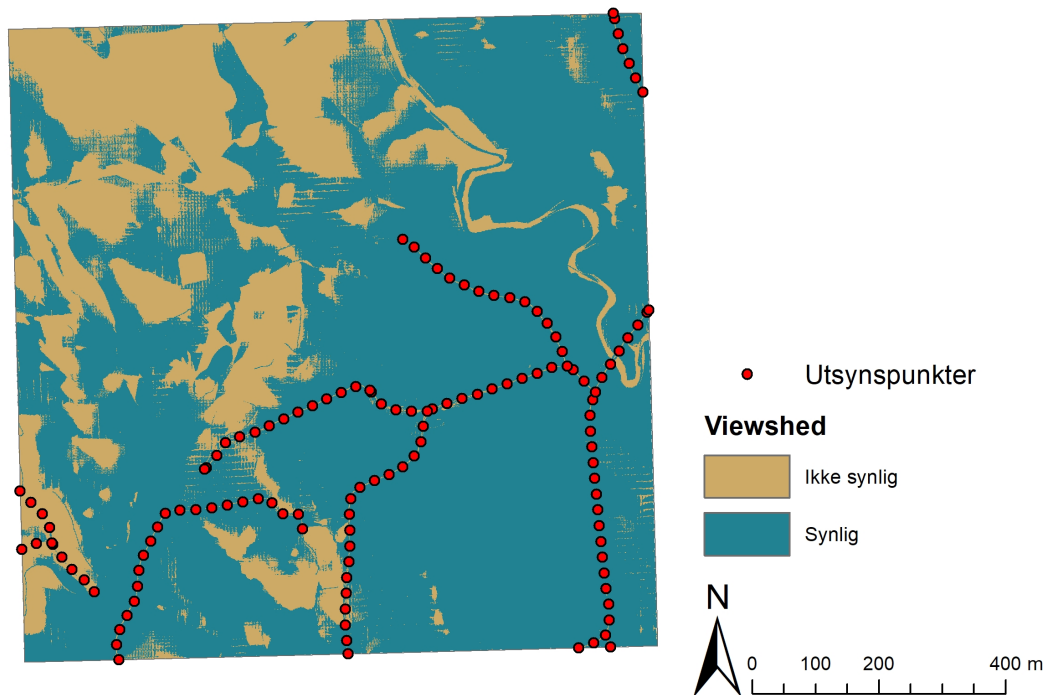 Utsynspunkter
Viewshed
Ikke synlig
Synlig
N
0 100 200 400 m